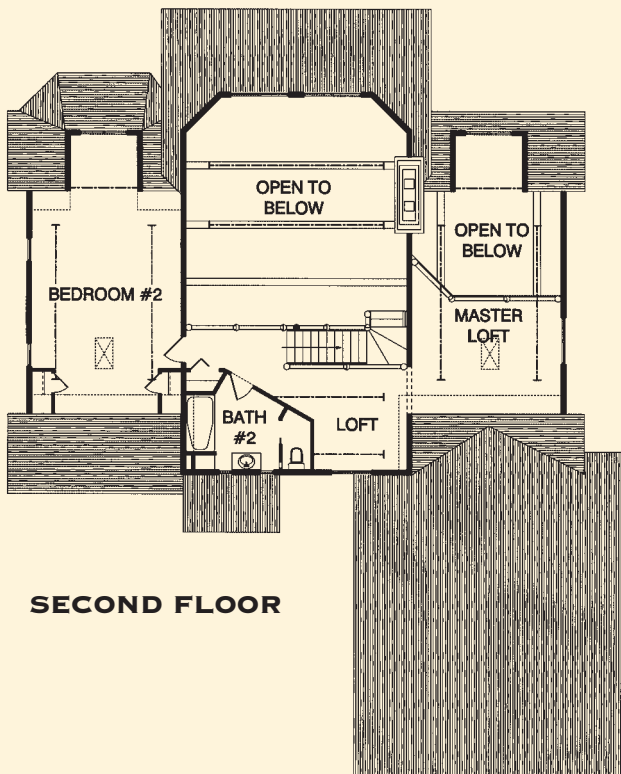 OPEN TO
BELOW
OPEN TO
BELOW
BEDROOM #2
MASTER
LOFT
BATH
#2
LOFT
SECOND FLOOR